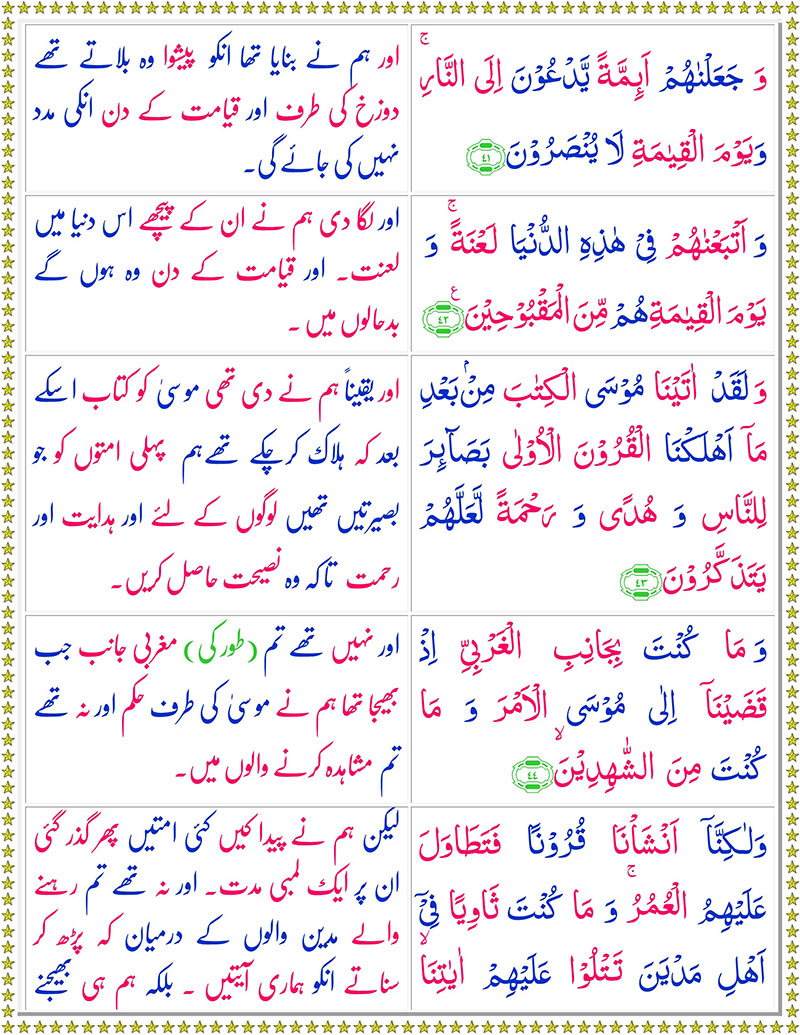 وَ جَعَلْنٰهُمْ اَىِٕمَّةً یَّدْعُوْنَ اِلَى النَّارِ ۚ
وَیَوْمَ الْقِیٰمَةِ لَا یُنْصَرُوْنَ ﴿٤١﴾
اور ہم نے بنایا تھا انکو پیشوا وہ بلاتے تھے
دوزخ کی طرف اور قیامت کے دن انکی مدد
نہیں کی جائے گی۔
وَ اَتْبَعْنٰهُمْ فِیْ هٰذِهِ الدُّنْیَا لَعْنَةً ۚ وَ
یَوْمَ الْقِیٰمَةِ هُمْ مِّنَ الْمَقْبُوْحِیْنَ ﴿٤٢﴾ ع
اور لگا دی ہم نے ان کے پیچھے اس دنیا میں
لعنت۔ اور قیامت کے دن وہ ہوں گے
بدحالوں میں ۔
وَ لَقَدْ اٰتَیْنَا مُوْسَى الْكِتٰبَ مِنْۢ بَعْدِ
مَاۤ اَهْلَكْنَا الْقُرُوْنَ الْاُوْلٰى بَصَآىِٕرَ
لِلنَّاسِ وَ هُدًى وَ رَحْمَةً لَّعَلَّهُمْ
یَتَذَكَّرُوْنَ ﴿٤٣﴾
اور یقیناً ہم نے دی تھی موسیٰ کو کتاب اسکے
بعد کہ ہلاک کرچکے تھے ہم پہلی امتوں کو جو
بصیرتیں تھیں لوگوں کے لئے اور ہدایت اور
رحمت تاکہ وہ نصیحت حاصل کریں۔
وَ مَا كُنْتَ بِجَانِبِ الْغَرْبِیِّ اِذْ
قَضَیْنَاۤ اِلٰى مُوْسَى الْاَمْرَ وَ مَا
كُنْتَ مِنَ الشّٰهِدِیْنَ ۙ ﴿٤٤﴾
اور نہیں تھے تم (طور کی) مغربی جانب جب
بھیجا تھا ہم نے موسیٰ کی طرف حکم اور نہ تھے
تم مشاہدہ کرنے والوں میں۔
وَلٰكِنَّاۤ اَنْشَاْنَا قُرُوْنًا فَتَطَاوَلَ
عَلَیْهِمُ الْعُمُرُ ۚ وَ مَا كُنْتَ ثَاوِیًا فِیْۤ
اَهْلِ مَدْیَنَ تَتْلُوْا عَلَیْهِمْ اٰیٰتِنَا ۙ
لیکن ہم نے پیدا کیں کئی امتیں پھر گذر گئی
ان پر ایک لمبی مدت۔ اور نہ تھے تم رہنے
والے مدین والوں کے درمیان کہ پڑھ کر
سناتے انکو ہماری آیتیں ۔ بلکہ ہم ہی بھیجنے